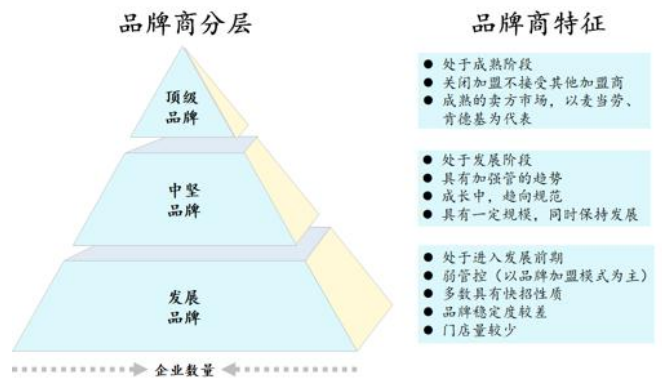 品牌商分层
品牌商特征
顶级
品牌
● 处于成熟阶段
● 关闭加盟不接受其他加盟商
● 成熟的卖方市场，以麦当劳、
肯德基为代表
中坚
品牌
● 处于发展阶段
● 具有加强管的趋势
● 成长中，趋向规范
● 具有一定规模，同时保持发展
发展
品牌
● 处于进入发展前期
● 弱管控（以品牌加盟模式为主）
● 多数具有快招性质
● 品牌稳定度较差
● 门店量较少
企业数量